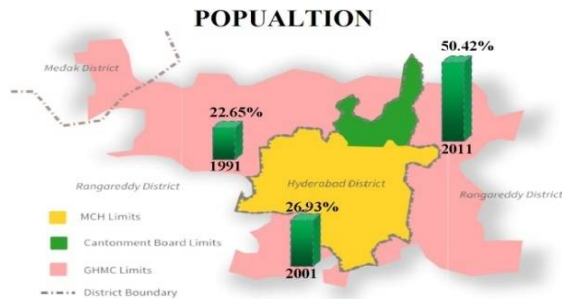 POPUALTION
50.42%
Medak District
22.65%
1991
2011
Rangareddy District
Hyderabad District
Rangareddy District
MCH Limits
26.93%
Cantonment Board Limits
GHMC Limits
2001
District Boundary